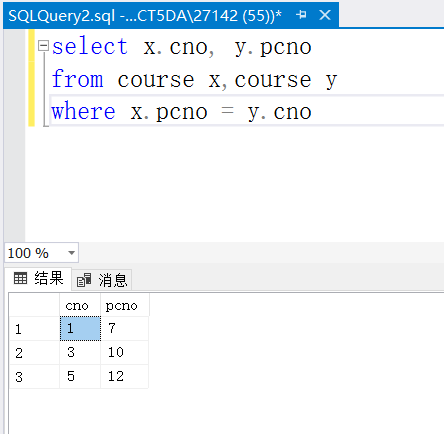 SQLQuery2.sql -...CT5DA\27142 (55))*
select x.cno, y.pcno
from course x,course y
where x.pcno = y.cno
100 %
结果 消息
cno pcno
1 1 7
2 3 10
3 5 12